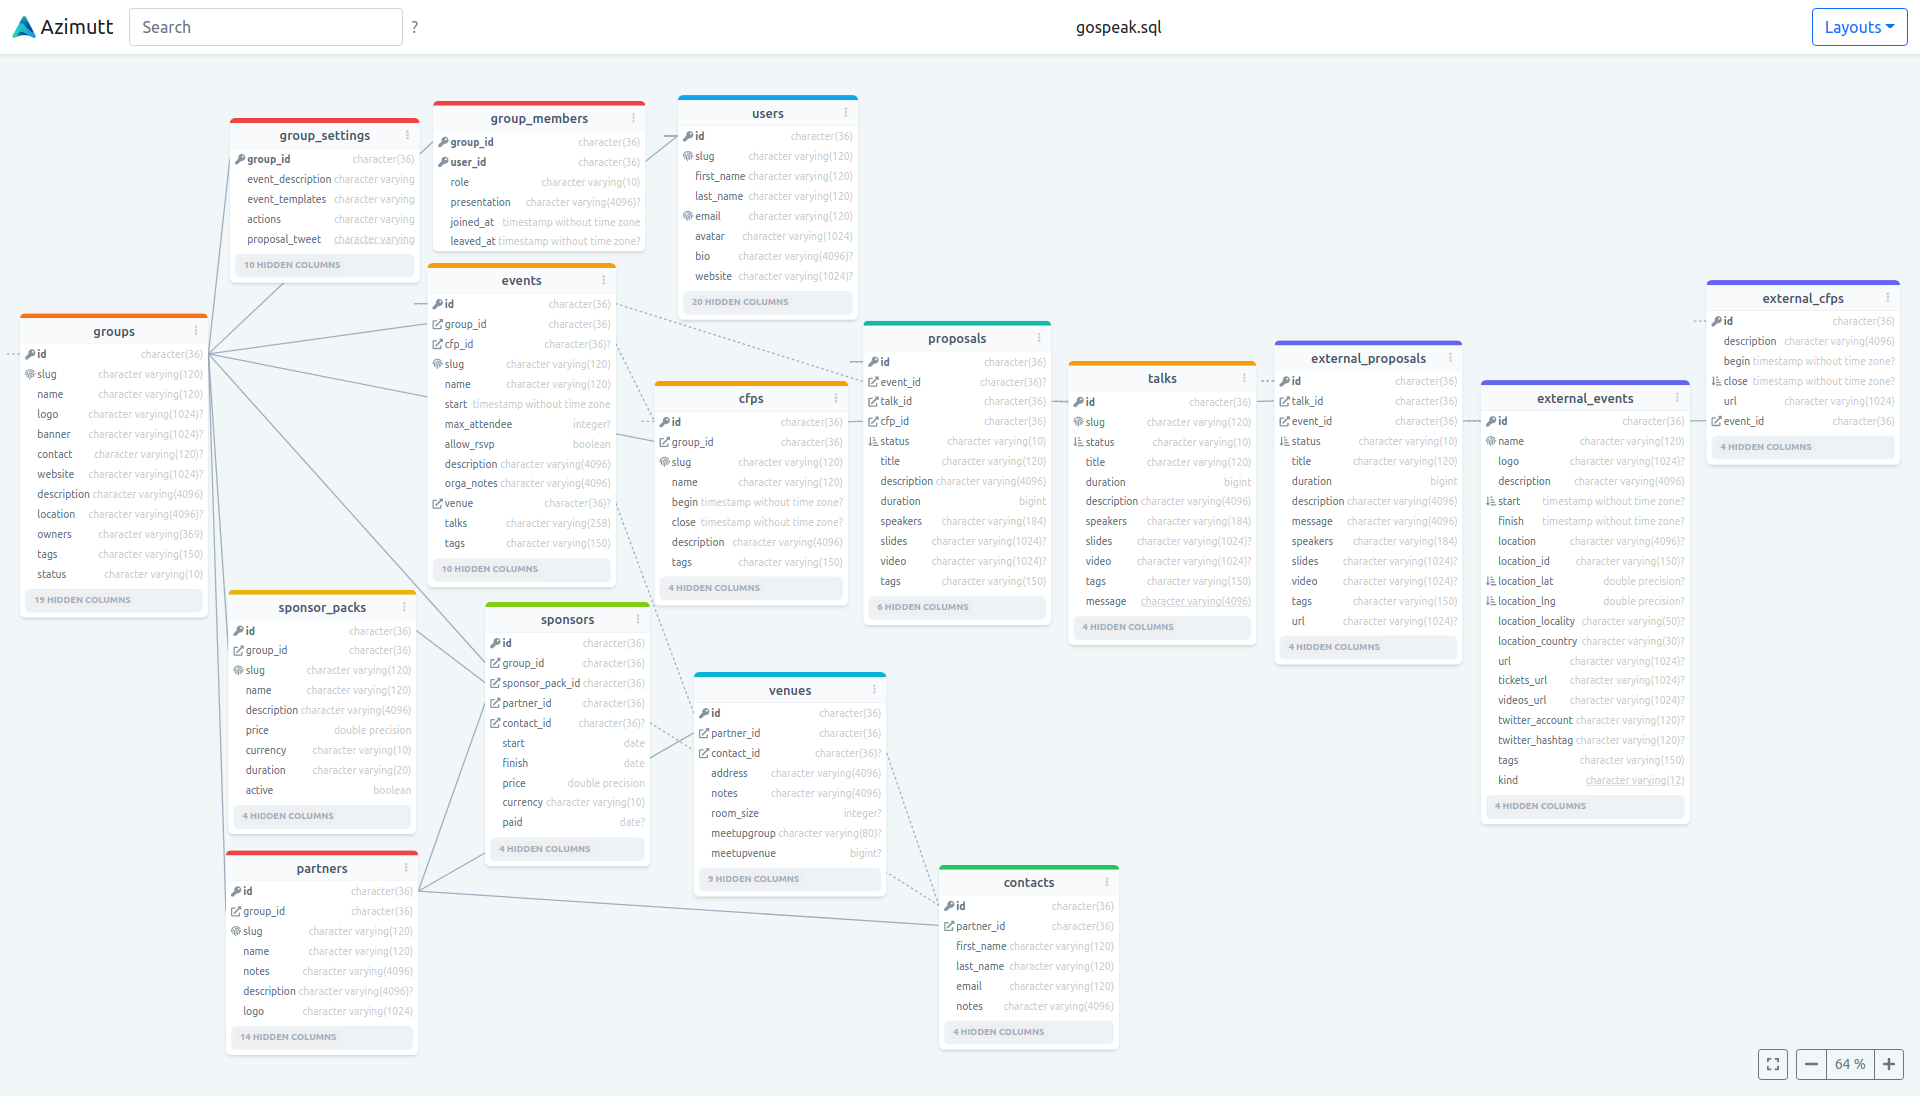 Azimutt
Search
?
gospeak.sql
Layouts
group_settings
group_id character(36)
event_description character varying
event_templates character varying
actions character varying
proposal_tweet character varying
10 HIDDEN COLUMNS
group_members
group_id character(36)
user_id character(36)
role character varying(10)
presentation character varying(4096)?
joined_at timestamp without time zone
leaved_at timestamp without time zone?
users
id character(36)
slug character varying(120)
first_name character varying(120)
last_name character varying(120)
email character varying(120)
avatar character varying(1024)
bio character varying(4096)?
website character varying(1024)?
20 HIDDEN COLUMNS
groups
id character(36)
slug character varying(120)
name character varying(120)
logo character varying(1024)?
banner character varying(1024)?
contact character varying(120)?
website character varying(1024)?
description character varying(4096)
location character varying(4096)?
owners character varying(369)
tags character varying(150)
status character varying(10)
19 HIDDEN COLUMNS
events
id character(36)
group_id character(36)
cfp_id character(36)?
slug character varying(120)
name character varying(120)
start timestamp without time zone
max_attendee integer?
allow_rsvp boolean
description character varying(4096)
orga_notes character varying(4096)
venue character(36)?
talks character varying(258)
tags character varying(150)
10 HIDDEN COLUMNS
cfps
id character(36)
group_id character(36)
slug character varying(120)
name character varying(120)
begin timestamp without time zone?
close timestamp without time zone?
description character varying(4096)
tags character varying(150)
4 HIDDEN COLUMNS
proposals
id character(36)
event_id character(36)?
talk_id character(36)
cfp_id character(36)
status character varying(10)
title character varying(120)
description character varying(4096)
duration bigint
speakers character varying(184)
slides character varying(1024)?
video character varying(1024)?
tags character varying(150)
6 HIDDEN COLUMNS
talks
id character(36)
slug character varying(120)
status character varying(10)
title character varying(120)
duration bigint
description character varying(4096)
speakers character varying(184)
slides character varying(1024)?
video character varying(1024)?
tags character varying(150)
message character varying(4096)
4 HIDDEN COLUMNS
external_proposals
id character(36)
talk_id character(36)
event_id character(36)
status character varying(10)
title character varying(120)
duration bigint
description character varying(4096)
message character varying(4096)
speakers character varying(184)
slides character varying(1024)?
video character varying(1024)?
tags character varying(150)
url character varying(1024)?
4 HIDDEN COLUMNS
external_events
id character(36)
name character varying(120)
logo character varying(1024)?
description character varying(4096)
start timestamp without time zone?
finish timestamp without time zone?
location character varying(4096)?
location_id character varying(150)?
location_lat double precision?
location_lng double precision?
location_locality character varying(50)?
location_country character varying(30)?
url character varying(1024)?
tickets_url character varying(1024)?
videos_url character varying(1024)?
twitter_account character varying(120)?
twitter_hashtag character varying(120)?
tags character varying(150)
kind character varying(12)
4 HIDDEN COLUMNS
external_cfps
id character(36)
description character varying(4096)
begin timestamp without time zone?
close timestamp without time zone?
url character varying(1024)
event_id character(36)
4 HIDDEN COLUMNS
sponsor_packs
id character(36)
group_id character(36)
slug character varying(120)
name character varying(120)
description character varying(4096)
price double precision
currency character varying(10)
duration character varying(20)
active boolean
4 HIDDEN COLUMNS
sponsors
id character(36)
group_id character(36)
sponsor_pack_id character(36)
partner_id character(36)
contact_id character(36)?
start date
finish date
price double precision
currency character varying(10)
paid date?
4 HIDDEN COLUMNS
venues
id character(36)
partner_id character(36)
contact_id character(36)?
address character varying(4096)
notes character varying(4096)
room_size integer?
meetupgroup character varying(80)?
meetupvenue bigint?
9 HIDDEN COLUMNS
partners
id character(36)
group_id character(36)
slug character varying(120)
name character varying(120)
notes character varying(4096)
description character varying(4096)?
logo character varying(1024)
14 HIDDEN COLUMNS
contacts
id character(36)
partner_id character(36)
first_name character varying(120)
last_name character varying(120)
email character varying(120)
notes character varying(4096)
4 HIDDEN COLUMNS
64 %